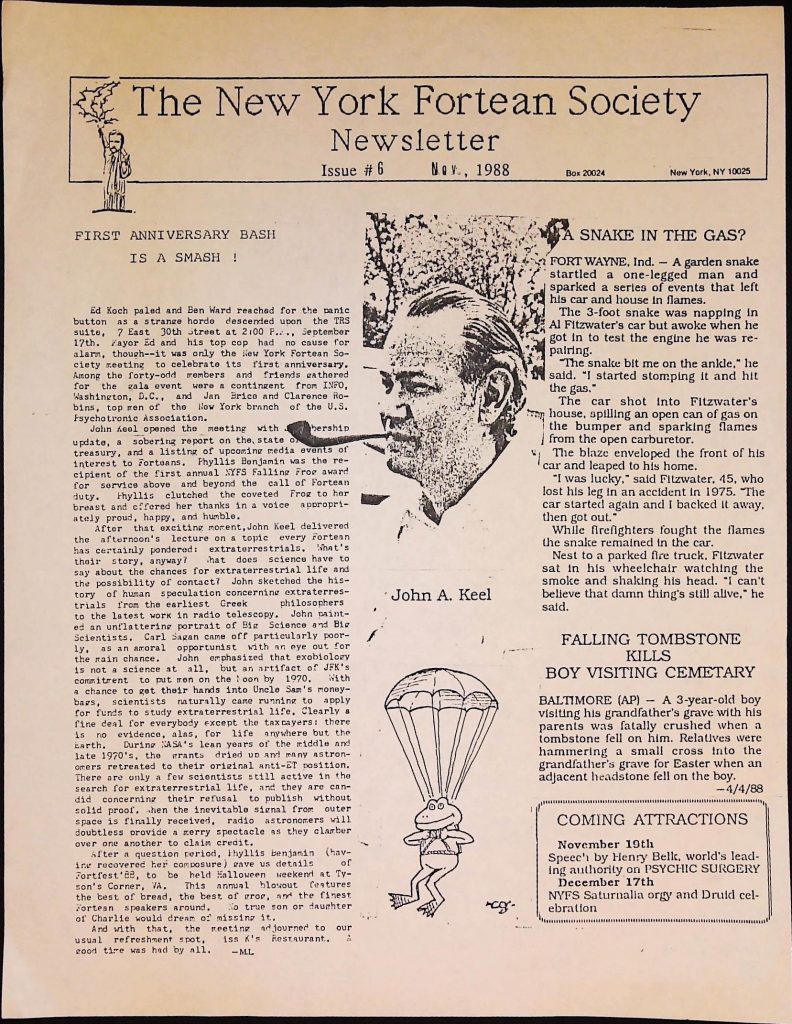 The New York Fortean Society
Newsletter
Issue # 6 Nov., 1988 Box 20024 New York, NY 10025
FIRST ANNIVERSARY BASH
IS A SMASH !
Ed Koch paled and Ben Ward reached for the panic
button as a strange horde descended upon the TRS
suite, 7 East 30th Street at 2:00 P.M., September
17th. Mayor Ed and his top cop had no cause for
alarm, though--it was only the New York Fortean So-
ciety meeting to celebrate its first anniversary.
Among the forty-odd members and friends gathered
for the gala event were a contingent from INFO,
Washington, D.C., and Jan Brice and Clarence Ro-
bins, top men of the New York branch of the U.S.
Psychotronic Association.
John Keel opened the meeting with bership
update, a sobering report on the state o
treasury, and a listing of upcoming media events of
interest to Forteans. Phyllis Benjamin was the re-
cipient of the first annual NYFS Falling Frog award
for service above and beyond the call of Fortean
duty. Phyllis clutched the coveted Frog to her
breast and offered her thanks in a voice appropri-
ately proud, happy, and humble.
After that exciting moment,John Keel delivered
the afternoon's lecture on a topic every Fortean
has certainly pondered: extraterrestrials. What's
their story, anyway? What does science have to
say about the chances for extraterrestrial life and
the possibility of contact? John sketched the his-
tory of human speculation concerning extraterres-
trials from the earliest Greek philosophers
to the latest work in radio telescopy. John paint-
ed an unflattering portrait of Big Science and Big
Scientists. Carl Sagan came off particularly poor-
ly, as an amoral opportunist with an eye out for
the main chance. John emphasized that exobiology
is not a science at all, but an artifact of JFK's
commitment to put men on the Moon by 1970. With
a chance to get their hands into Uncle Sam's money-
bags, scientists naturally came running to apply
for funds to study extraterrestrial life. Clearly a
fine deal for everybody except the taxpayers: there
is no evidence, alas, for life anywhere but the
Earth. During NASA's lean years of the middle and
late 1970's, the grants dried up and many astron-
omers retreated to their original anti-ET position.
There are only a few scientists still active in the
search for extraterrestrial life, and they are can-
did concerning their refusal to publish without
solid proof. When the inevitable signal from outer
space is finally received, radio astronomers will
doubtless provide a merry spectacle as they clamber
over one another to claim credit.
After a question period, Phyllis Benjamin (hav-
ing recovered her composure) gave us details of
Fortfest'88, to be held Halloween weekend at Ty-
son's Corner, VA. This annual blowout features
the best of bread, the best of grog, and the finest
Fortean speakers around. No true son or daughter
of Charlie would dream of missing it.
And with that, the meeting adjourned to our
usual refreshment spot, iss K's Restaurant. A
good time was had by all. —ML
John A. Keel
A SNAKE IN THE GAS?
FORT WAYNE, Ind. — A garden snake
startled a one-legged man and
sparked a series of events that left
his car and house in flames.
The 3-foot snake was napping in
Al Fitzwater's car but awoke when he
got in to test the engine he was re-
pairing.
"The snake bit me on the ankle," he
said. "I started stomping it and hit
the gas."
The car shot into Fitzwater's
house, spilling an open can of gas on
the bumper and sparking flames
from the open carburetor.
The blaze enveloped the front of his
car and leaped to his home.
"I was lucky," said Fitzwater, 45, who
lost his leg in an accident in 1975. "The
car started again and I backed it away,
then got out."
While firefighters fought the flames
the snake remained in the car.
Next to a parked fire truck, Fitzwater
sat in his wheelchair watching the
smoke and shaking his head. "I can't
believe that damn thing's still alive," he
said.
FALLING TOMBSTONE
KILLS
BOY VISITING CEMETARY
BALTIMORE (AP) — A 3-year-old boy
visiting his grandfather's grave with his
parents was fatally crushed when a
tombstone fell on him. Relatives were
hammering a small cross into the
grandfather's grave for Easter when an
adjacent headstone fell on the boy.
—4/4/88
COMING ATTRACTIONS
November 19th
Speech by Henry Belk, world's lead-
ing authority on PSYCHIC SURGERY
December 17th
NYFS Saturnalia orgy and Druid cel-
ebration